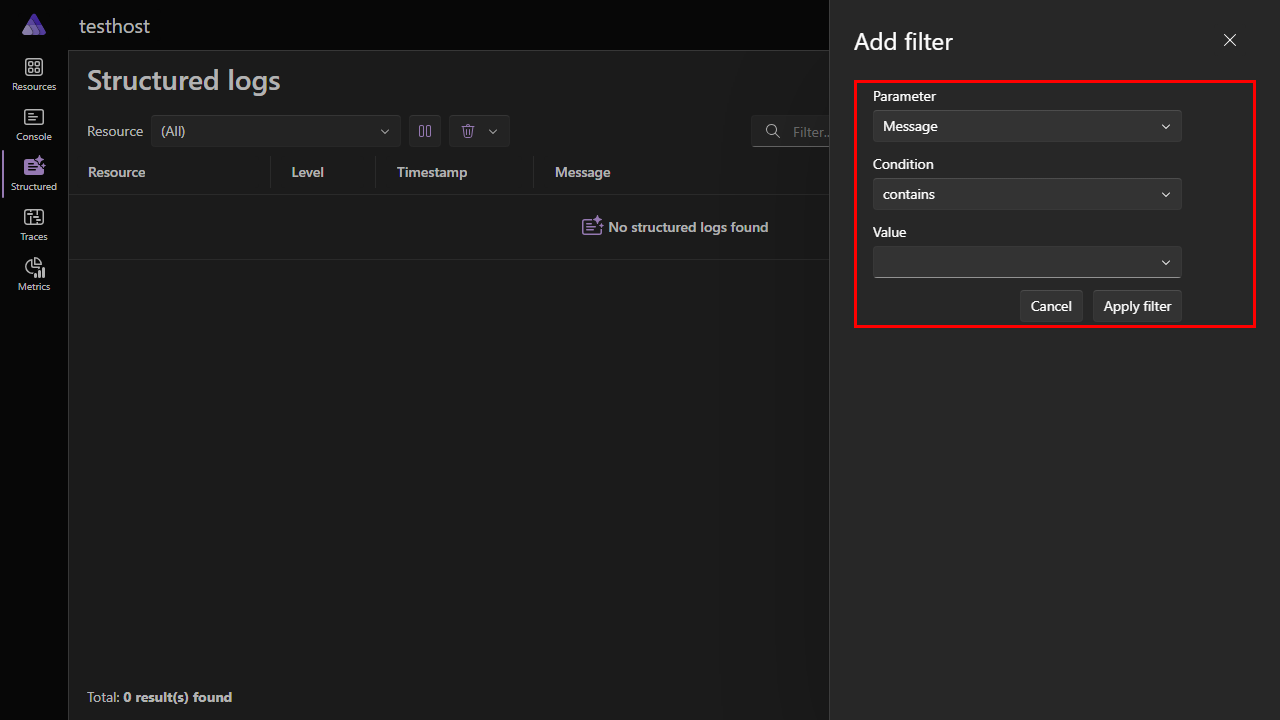 testhost
Resources
Console
Structured
Traces
Metrics
Structured logs
Resource (All) Filter..
Resource Level Timestamp Message
No structured logs found
Total: 0 result(s) found
Add filter
Parameter
Message
Condition
contains
Value
Cancel Apply filter